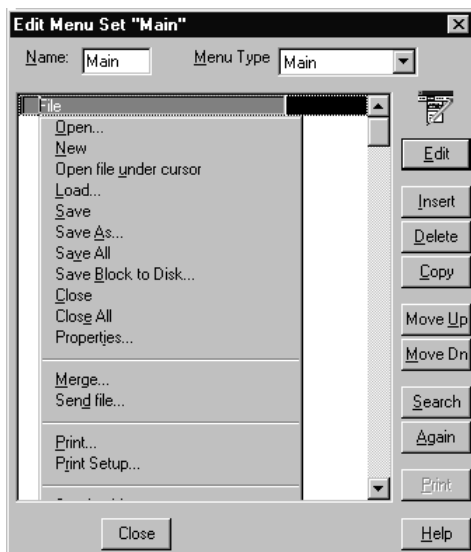 Edit Menu Set "Main"
Name: Main Menu Type Main
File
Open...
New
Open file under cursor
Load...
Save
Save As...
Save All
Save Block to Disk...
Close
Close All
Properties...
Merge...
Send file...
Print...
Print Setup...
Edit
Insert
Delete
Copy
Move Up
Move Dn
Search
Again
Print
Close
Help